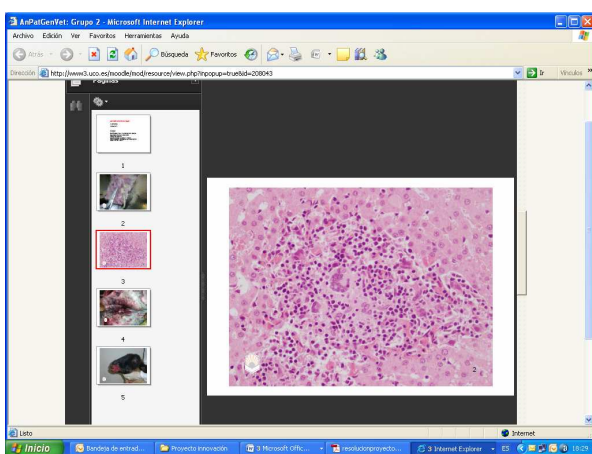 AnPatGenVet: Grupo 2 - Microsoft Internet Explorer
Archivo Edición Ver Favoritos Herramientas Ayuda
Atrás Búsqueda Favoritos
Dirección http://www3.uco.es/moodle/mod/resource/view.php?inpopup=true&id=208043 Ir Vínculos »
Páginas
1
2
3
4
5
2
Listo Internet
Inicio Bandeja de entrad... Proyecto innovación 3 Microsoft Offic... resolucionproyecto... 3 Internet Explorer ES 18:29